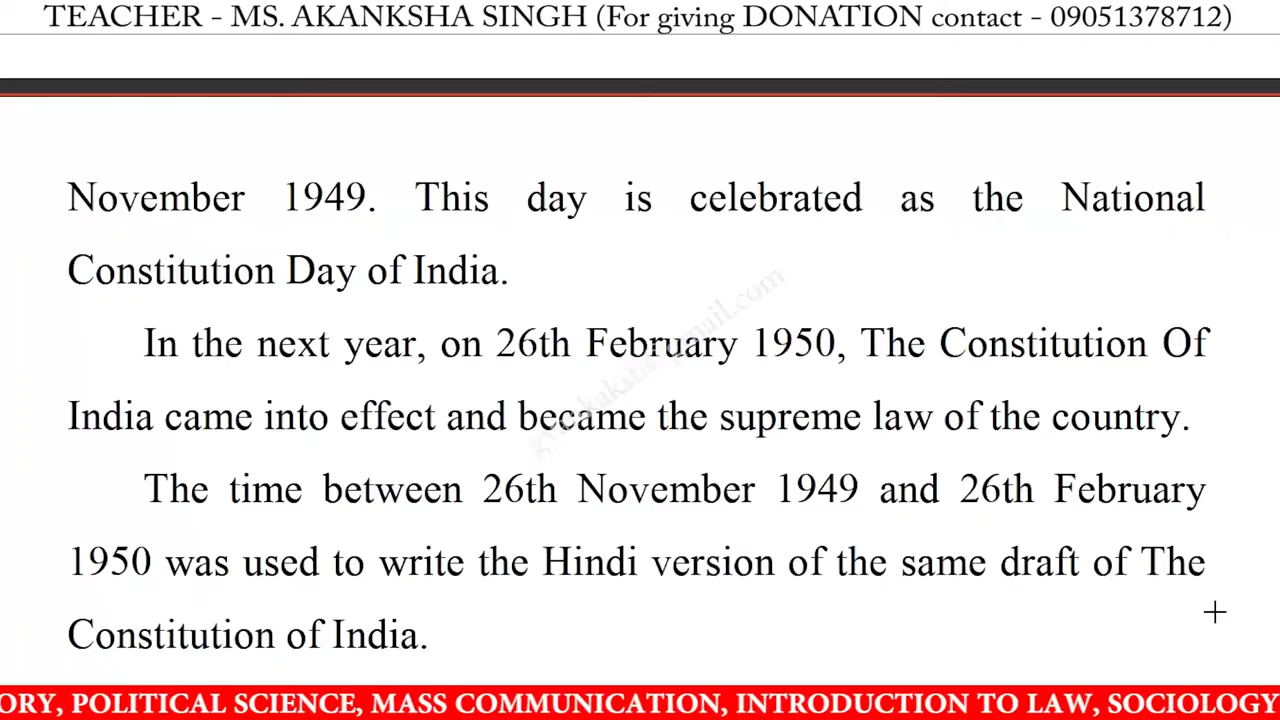 TEACHER - MS. AKANKSHA SINGH (For giving DONATION contact - 09051378712)
November 1949. This day is celebrated as the National
Constitution Day of India.
In the next year, on 26th February 1950, The Constitution Of
India came into effect and became the supreme law of the country.
The time between 26th November 1949 and 26th February
1950 was used to write the Hindi version of the same draft of The
Constitution of India.
ORY, POLITICAL SCIENCE, MASS COMMUNICATION, INTRODUCTION TO LAW, SOCIOLOGY